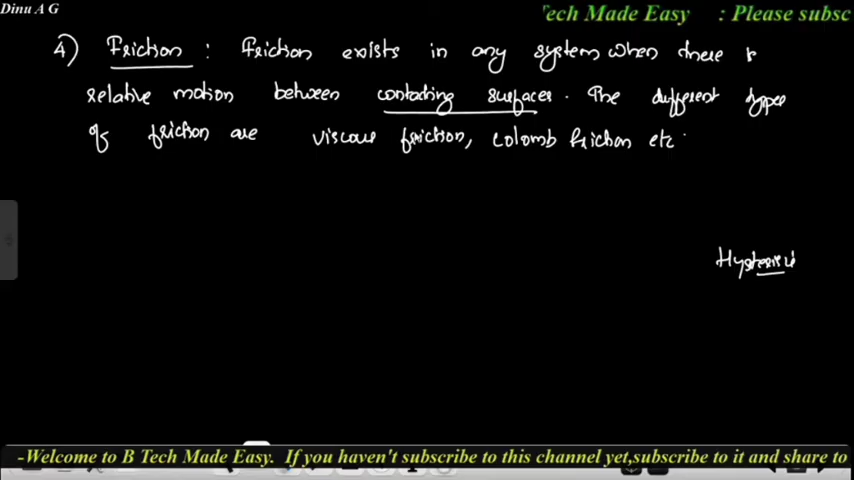 Dinu A G
Tech Made Easy : Please subsc
4) Friction : Friction exists in any system when there is
relative motion between contacting surfaces. The different types
of friction are viscous friction, colomb friction etc.
Hysterisis
-Welcome to B Tech Made Easy. If you haven't subscribe to this channel yet,subscribe to it and share to